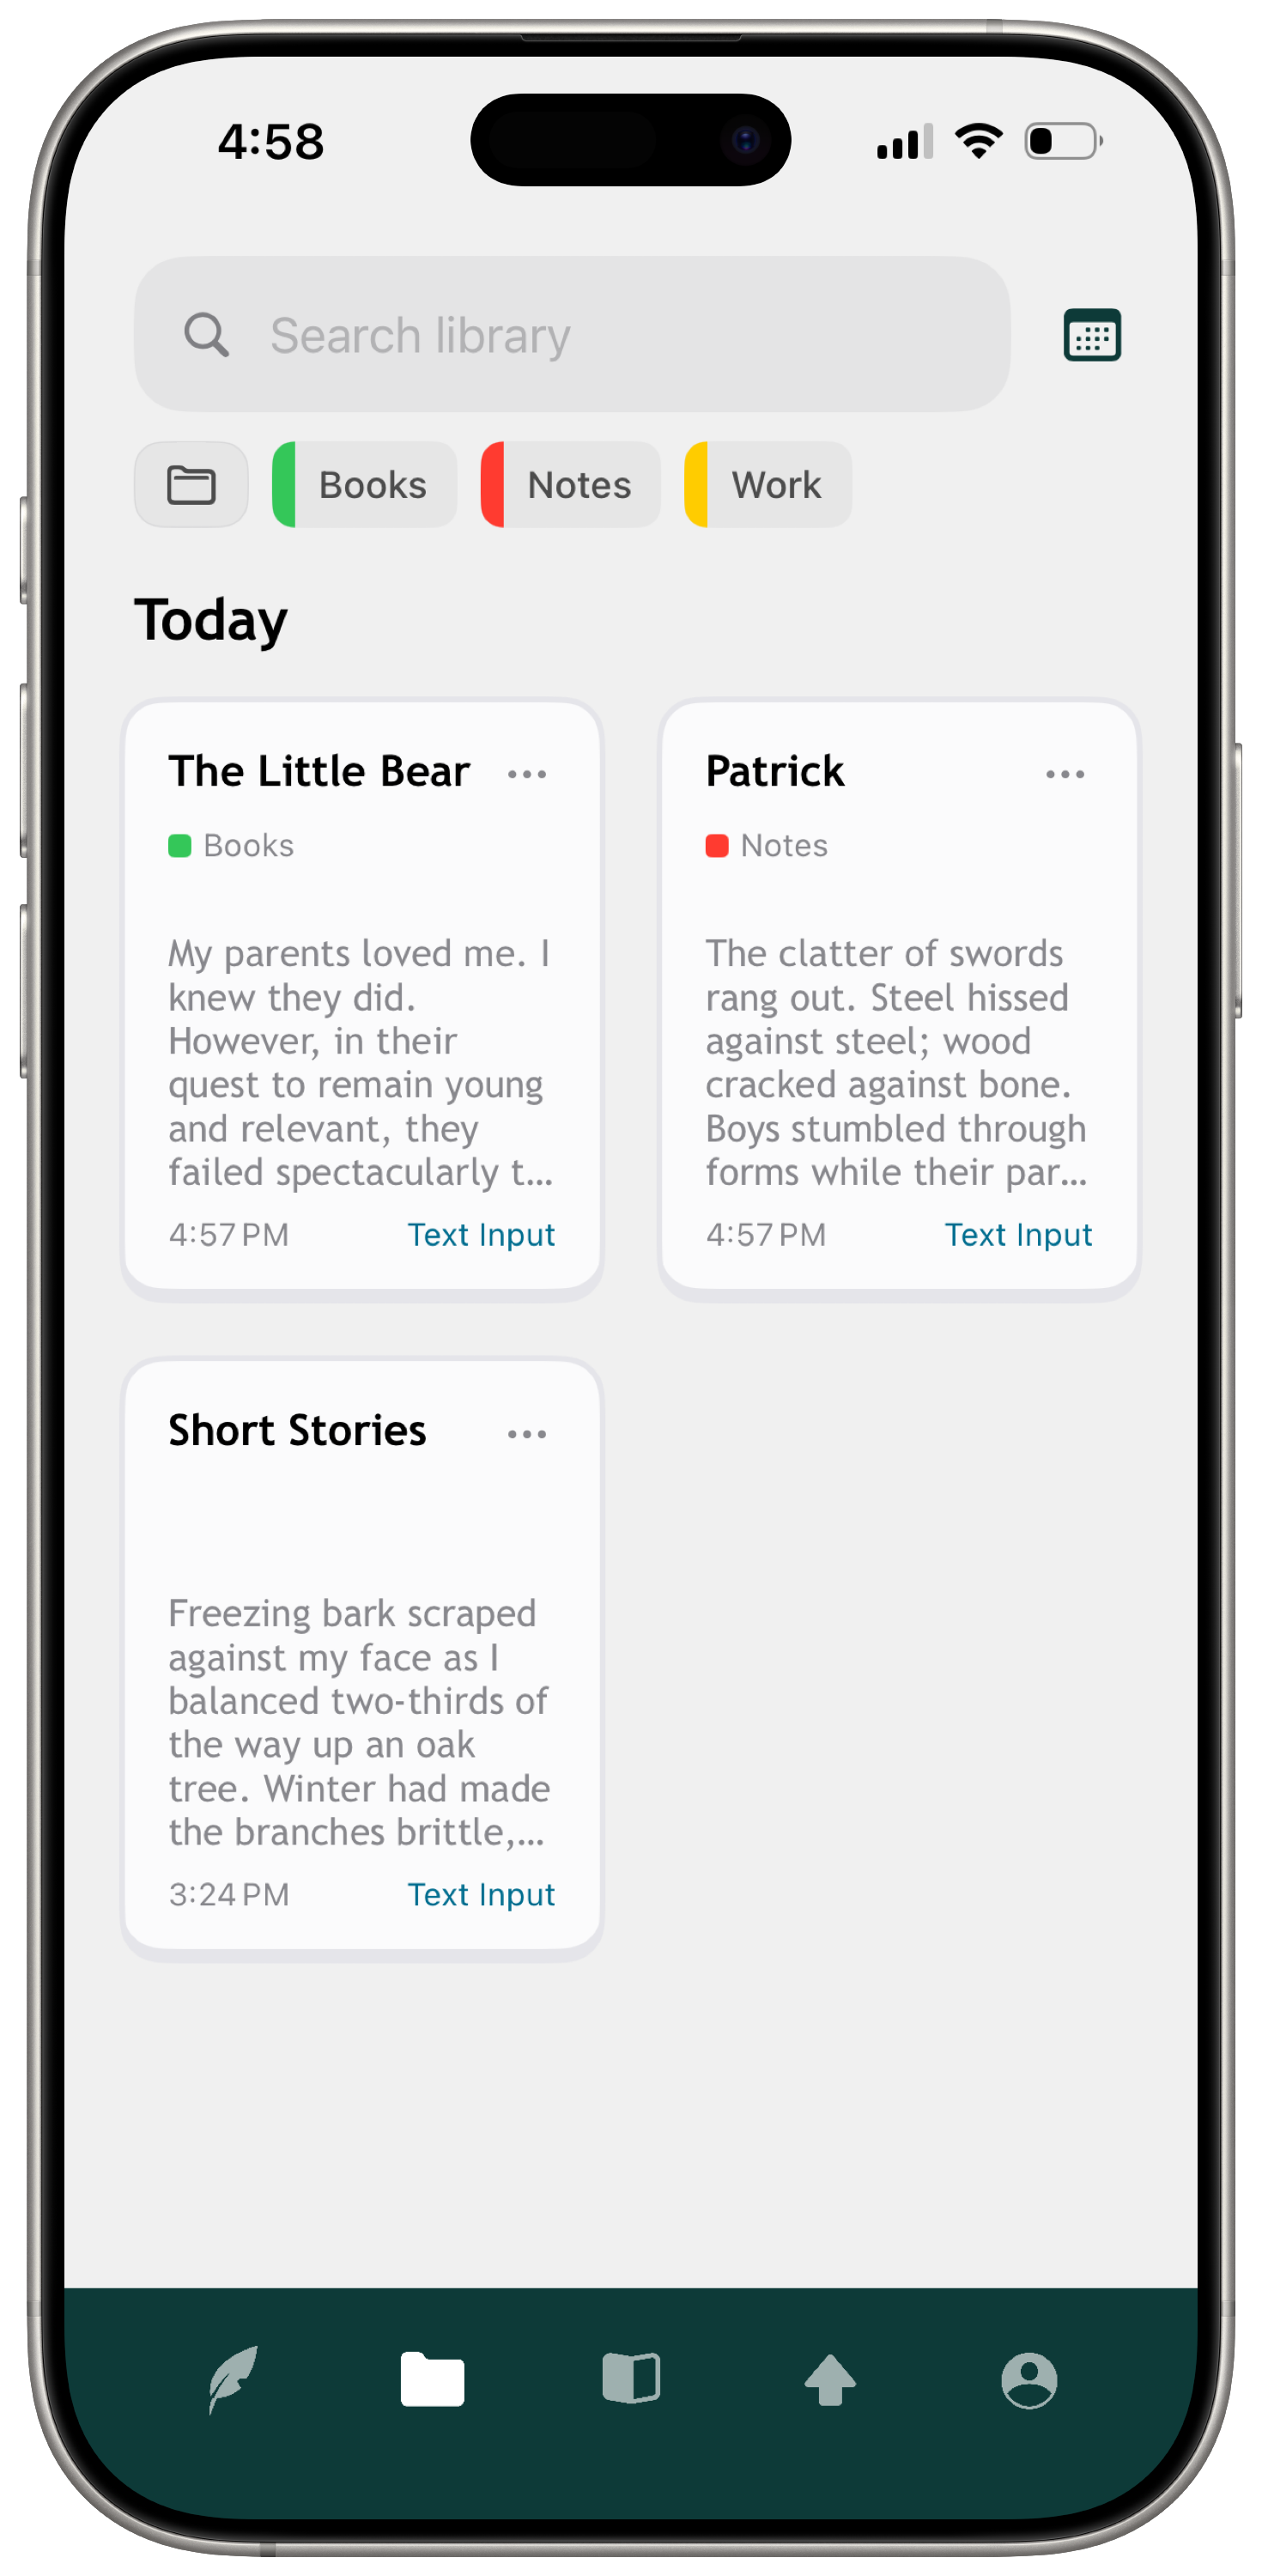 4:58
Search library
Books
Notes
Work
Today
The Little Bear
Books
My parents loved me. I
knew they did.
However, in their
quest to remain young
and relevant, they
failed spectacularly t...
4:57 PM
Text Input
Patrick
Notes
The clatter of swords
rang out. Steel hissed
against steel; wood
cracked against bone.
Boys stumbled through
forms while their par...
4:57 PM
Text Input
Short Stories
Freezing bark scraped
against my face as I
balanced two-thirds of
the way up an oak
tree. Winter had made
the branches brittle,...
3:24 PM
Text Input